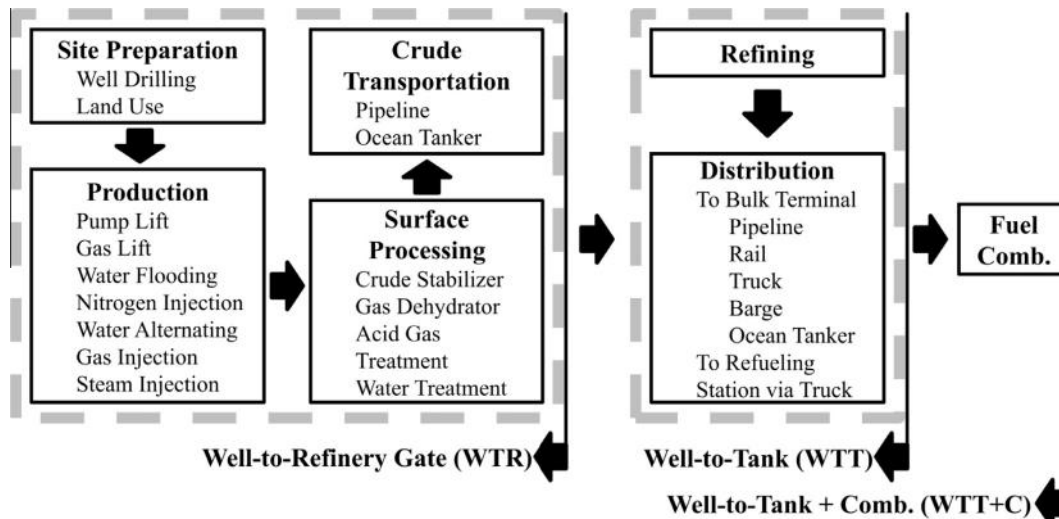 Site Preparation
Well Drilling
Land Use
Production
Pump Lift
Gas Lift
Water Flooding
Nitrogen Injection
Water Alternating
Gas Injection
Steam Injection
Crude
Transportation
Pipeline
Ocean Tanker
Surface
Processing
Crude Stabilizer
Gas Dehydrator
Acid Gas
Treatment
Water Treatment
Refining
Distribution
To Bulk Terminal
Pipeline
Rail
Truck
Barge
Ocean Tanker
To Refueling
Station via Truck
Fuel
Comb.
Well-to-Refinery Gate (WTR)
Well-to-Tank (WTT)
Well-to-Tank + Comb. (WTT+C)